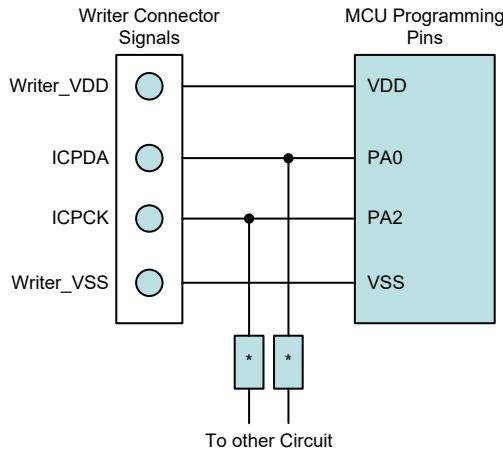 Writer Connector
Signals
MCU Programming
Pins
Writer_VDD
VDD
ICPDA
PA0
ICPCK
PA2
Writer_VSS
VSS
* *
To other Circuit